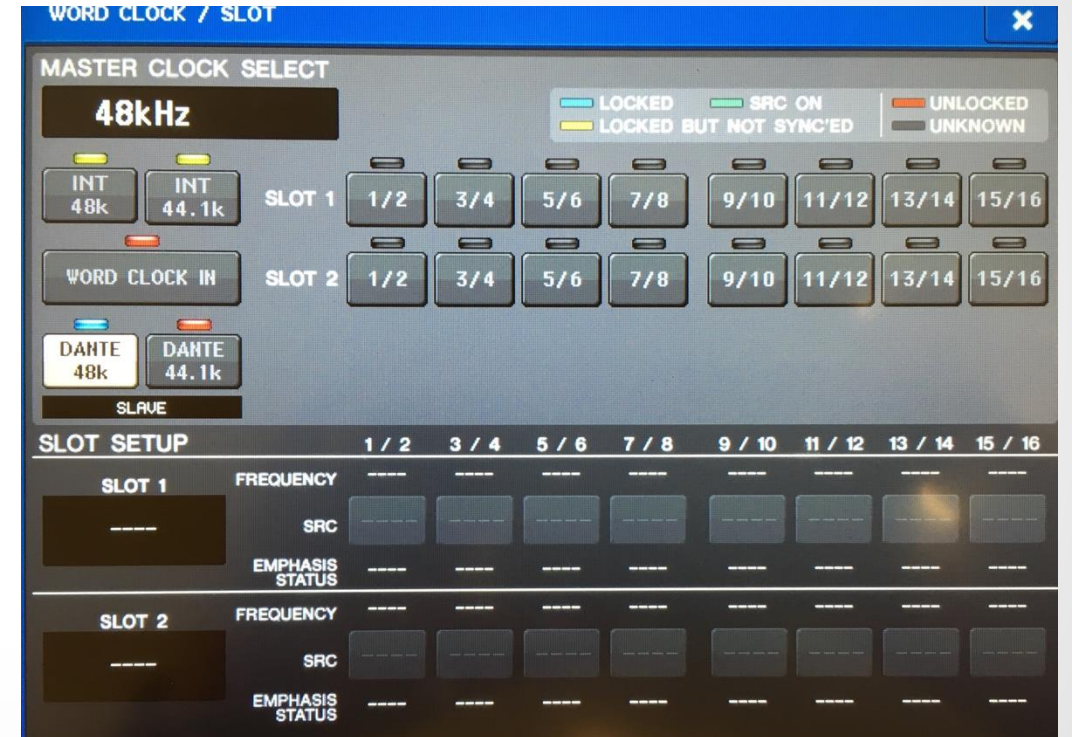 WORD CLOCK / SLOT
MASTER CLOCK SELECT
48kHz
LOCKED SRC ON UNLOCKED
LOCKED BUT NOT SYNC'ED UNKNOWN
INT 48k
INT 44.1k
SLOT 1 1/2 3/4 5/6 7/8 9/10 11/12 13/14 15/16
WORD CLOCK IN
SLOT 2 1/2 3/4 5/6 7/8 9/10 11/12 13/14 15/16
DANTE 48k
DANTE 44.1k
SLAVE
SLOT SETUP 1 / 2 3 / 4 5 / 6 7 / 8 9 / 10 11 / 12 13 / 14 15 / 16
SLOT 1
----
FREQUENCY ---- ---- ---- ---- ---- ---- ---- ----
SRC ---- ---- ---- ---- ---- ---- ---- ----
EMPHASIS STATUS ---- ---- ---- ---- ---- ---- ---- ----
SLOT 2
----
FREQUENCY ---- ---- ---- ---- ---- ---- ---- ----
SRC ---- ---- ---- ---- ---- ---- ---- ----
EMPHASIS STATUS ---- ---- ---- ---- ---- ---- ---- ----